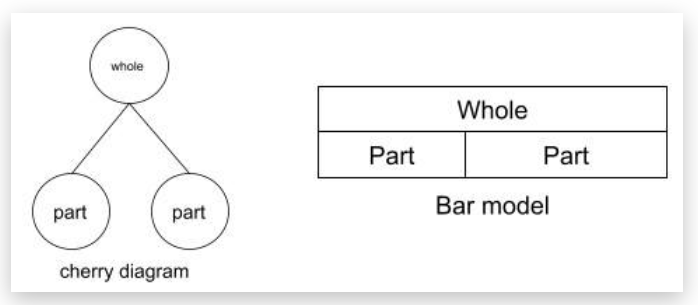 whole
part part
cherry diagram
Whole
Part Part
Bar model